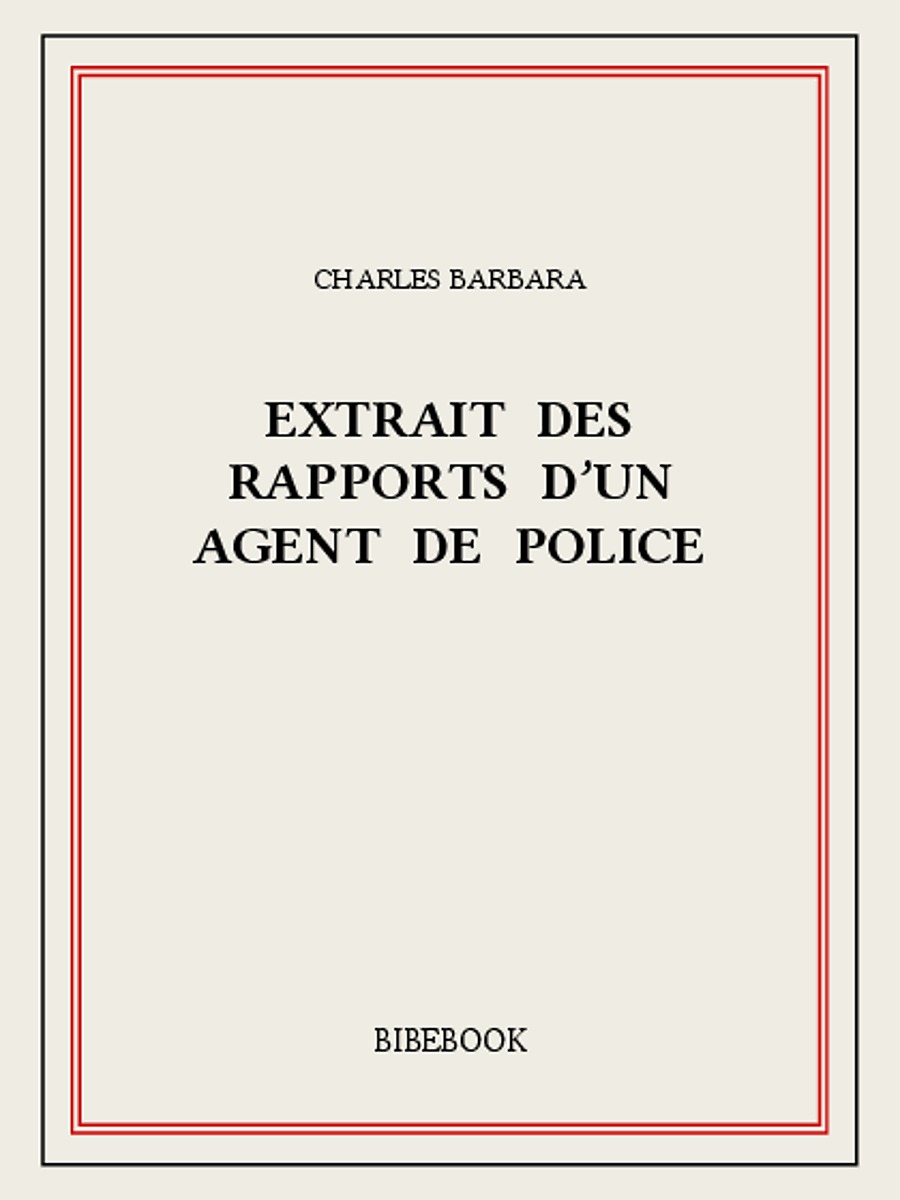 CHARLES BARBARA
EXTRAIT DES
RAPPORTS D’UN
AGENT DE POLICE
BIBEBOOK